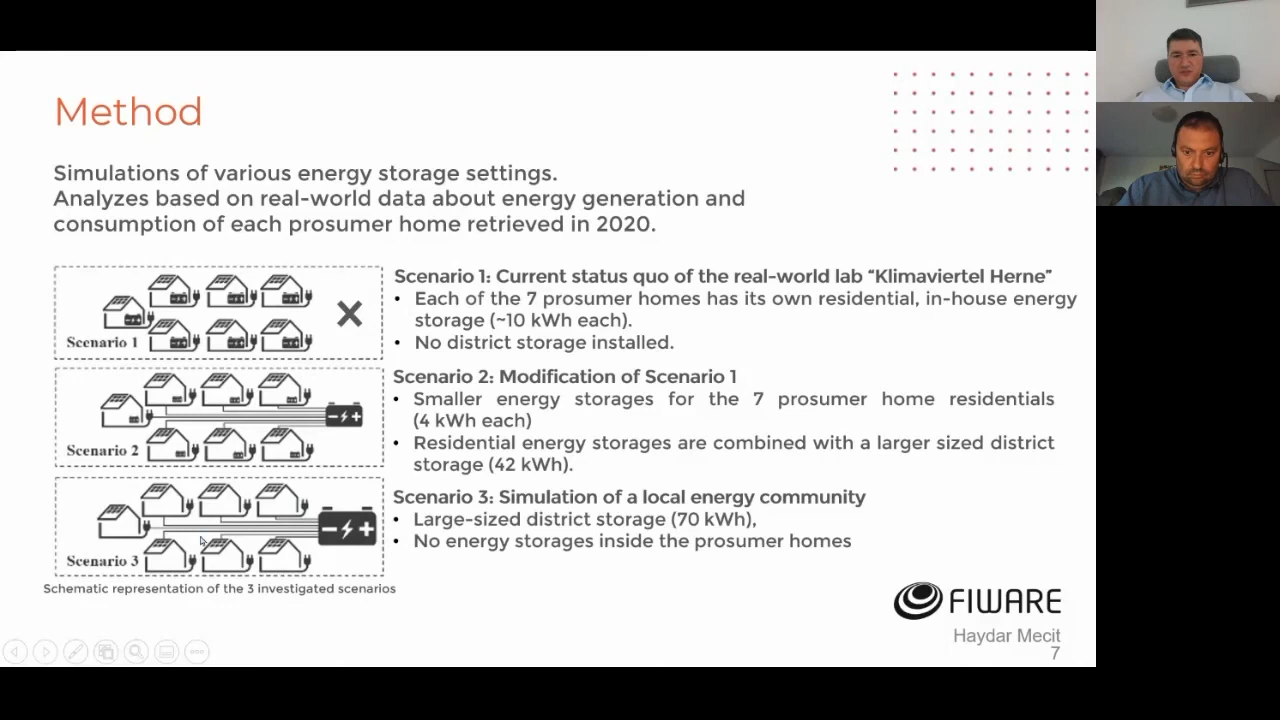 Method
Simulations of various energy storage settings.
Analyzes based on real-world data about energy generation and
consumption of each prosumer home retrieved in 2020.
Scenario 1
Scenario 1: Current status quo of the real-world lab “Klimaviertel Herne”
• Each of the 7 prosumer homes has its own residential, in-house energy
storage (~10 kWh each).
• No district storage installed.
Scenario 2
Scenario 2: Modification of Scenario 1
• Smaller energy storages for the 7 prosumer home residentials
(4 kWh each)
• Residential energy storages are combined with a larger sized district
storage (42 kWh).
Scenario 3
Scenario 3: Simulation of a local energy community
• Large-sized district storage (70 kWh),
• No energy storages inside the prosumer homes
Schematic representation of the 3 investigated scenarios
FIWARE
Haydar Mecit
7